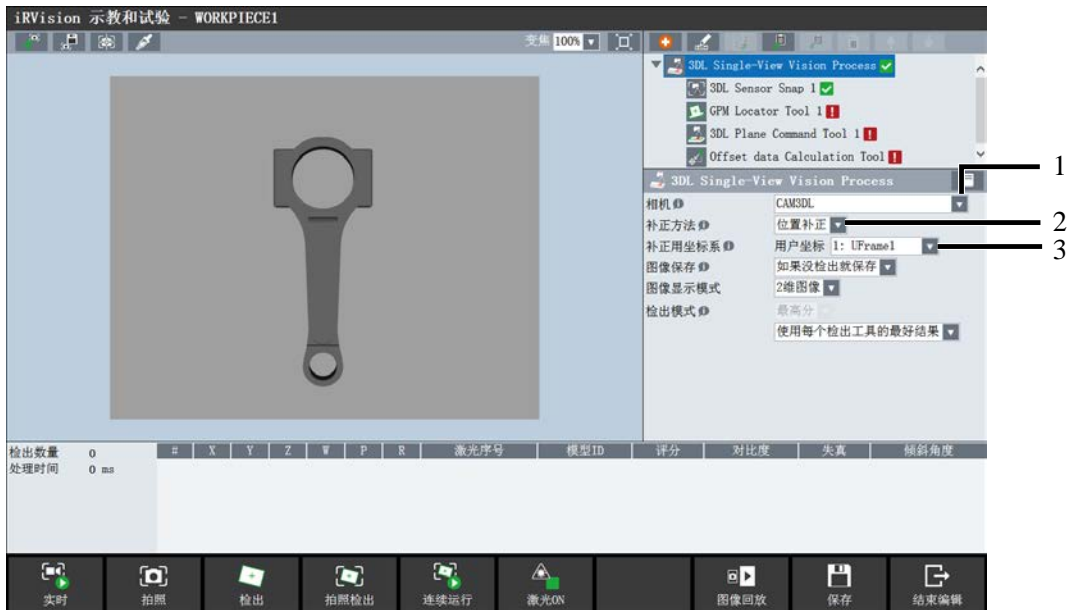 iRVision 示教和试验 - WORKPIECE1
变焦 100%
3DL Single-View Vision Process
3DL Sensor Snap 1
GPM Locator Tool 1
3DL Plane Command Tool 1
Offset data Calculation Tool
3DL Single-View Vision Process
1
相机 CAM3DL
补正方法 位置补正
2
补正用坐标系 用户坐标 1: UFrame1
3
图像保存 如果没检出就保存
图像显示模式 2维图像
检出模式 最高分
使用每个检出工具的最好结果
检出数量 0
处理时间 0 ms
# X Y Z W P R 激光序号 模型ID 评分 对比度 失真 倾斜角度
实时 拍照 检出 拍照检出 连续运行 激光ON 图像回放 保存 结束编辑